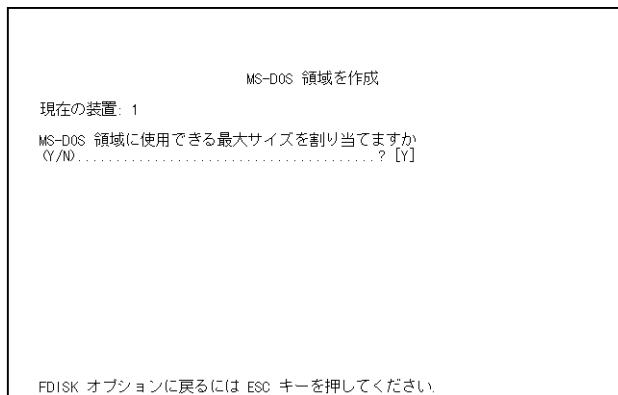 MS-DOS 領域を作成
現在の装置: 1
MS-DOS 領域に使用できる最大サイズを割り当てますか
(Y/N).......................................? [Y]
FDISK オプションに戻るには ESC キーを押してください.